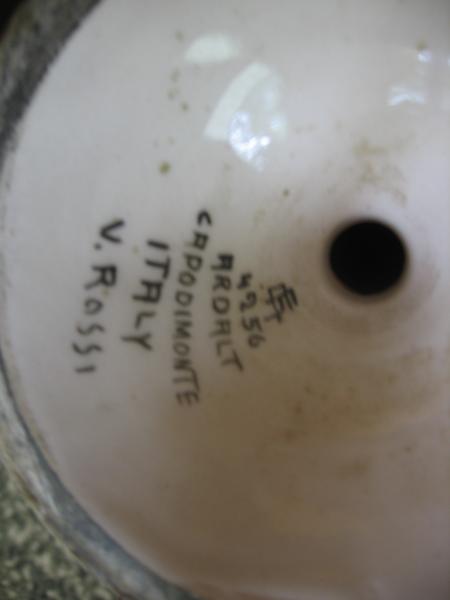 4256
ARDALT
CAPODIMONTE
ITALY
V. ROSSI